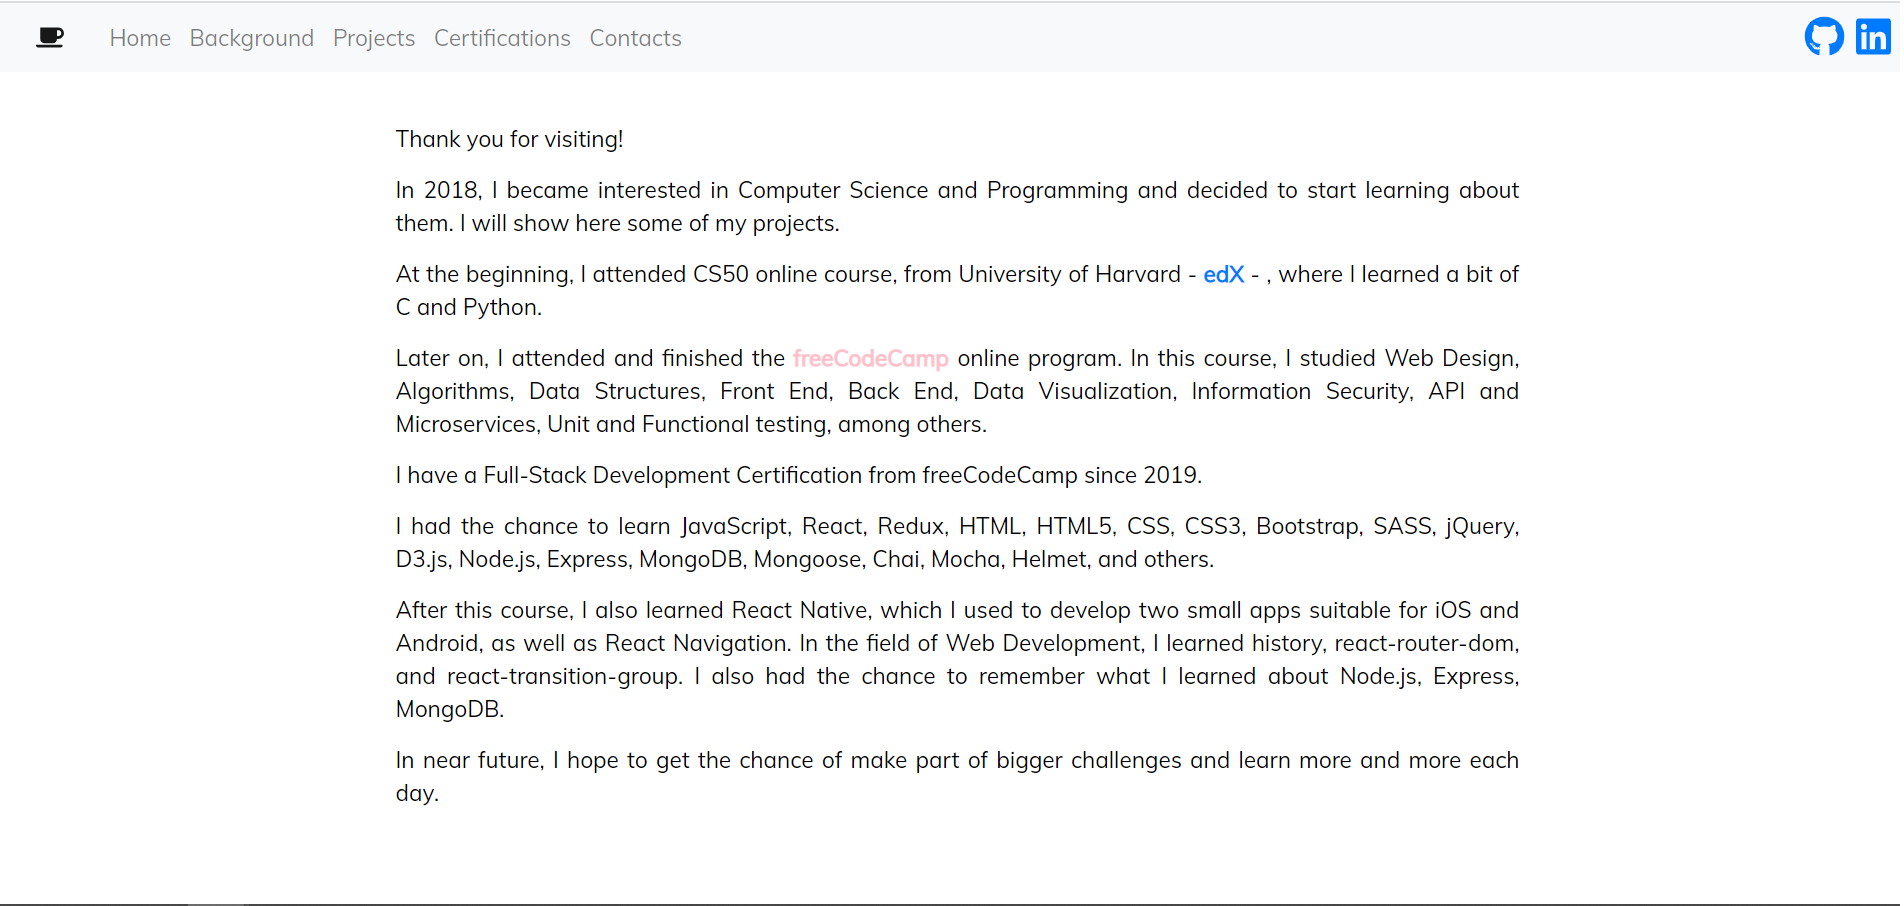 Home Background Projects Certifications Contacts
in
Thank you for visiting!
In 2018, I became interested in Computer Science and Programming and decided to start learning about
them. I will show here some of my projects.
At the beginning, I attended CS50 online course, from University of Harvard - edX - , where I learned a bit of
C and Python.
Later on, I attended and finished the freeCodeCamp online program. In this course, I studied Web Design,
Algorithms, Data Structures, Front End, Back End, Data Visualization, Information Security, API and
Microservices, Unit and Functional testing, among others.
I have a Full-Stack Development Certification from freeCodeCamp since 2019.
I had the chance to learn JavaScript, React, Redux, HTML, HTML5, CSS, CSS3, Bootstrap, SASS, jQuery,
D3.js, Node.js, Express, MongoDB, Mongoose, Chai, Mocha, Helmet, and others.
After this course, I also learned React Native, which I used to develop two small apps suitable for iOS and
Android, as well as React Navigation. In the field of Web Development, I learned history, react-router-dom,
and react-transition-group. I also had the chance to remember what I learned about Node.js, Express,
MongoDB.
In near future, I hope to get the chance of make part of bigger challenges and learn more and more each
day.